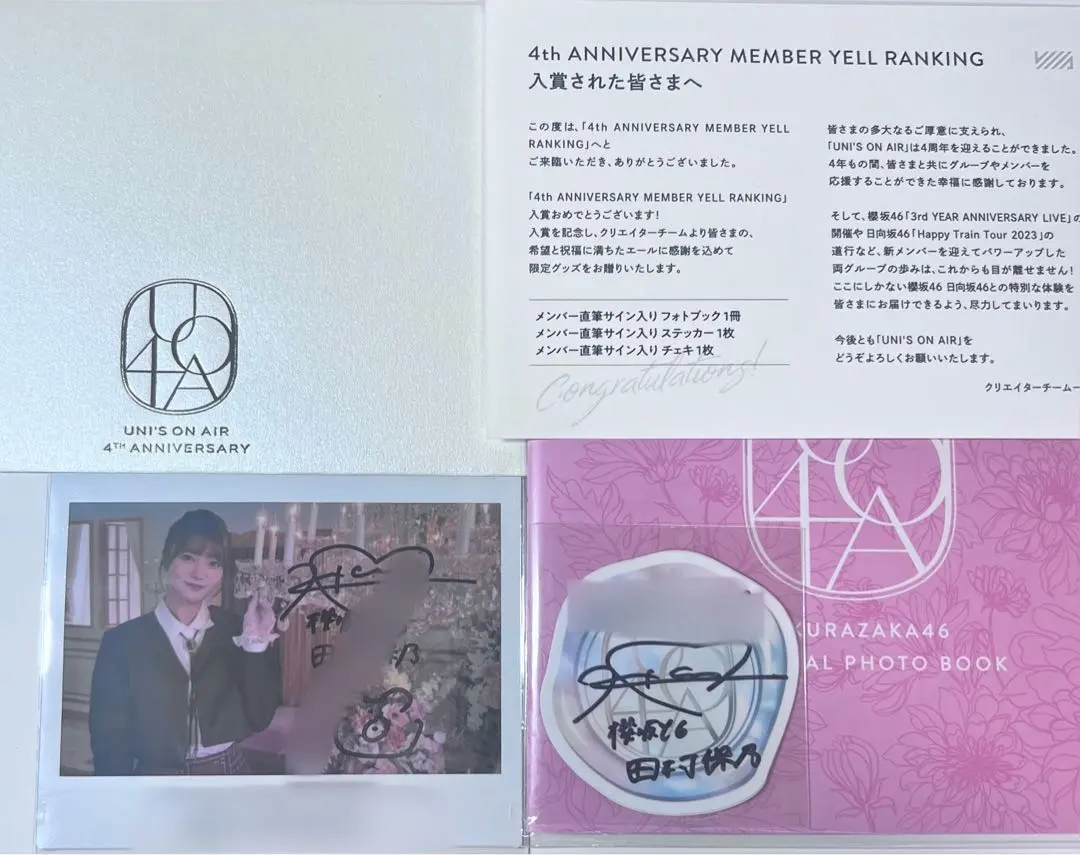 UOA
4A
UNI'S ON AIR
4TH ANNIVERSARY
4th ANNIVERSARY MEMBER YELL RANKING
入賞された皆さまへ
この度は、「4th ANNIVERSARY MEMBER YELL
RANKING」へと
ご来臨いただき、ありがとうございました。
「4th ANNIVERSARY MEMBER YELL RANKING」
入賞おめでとうございます!
入賞を記念し、クリエイターチームより皆さまの、
希望と祝福に満ちたエールに感謝を込めて
限定グッズをお贈りいたします。
メンバー直筆サイン入り フォトブック 1冊
メンバー直筆サイン入り ステッカー 1枚
メンバー直筆サイン入り チェキ 1枚
Congratulations!
皆さまの多大なるご厚意に支えられ、
「UNI'S ON AIR」は4周年を迎えることができました。
4年もの間、皆さまと共にグループやメンバーを
応援することができた幸福に感謝しております。
そして、櫻坂46「3rd YEAR ANNIVERSARY LIVE」の
開催や 日向坂46「Happy Train Tour 2023」の
道行など、新メンバーを迎えてパワーアップした
両グループの歩みは、これからも目が離せません!
ここにしかない櫻坂46 日向坂46との特別な体験を
皆さまにお届けできるよう、尽力してまいります。
今後とも「UNI'S ON AIR」を
どうぞよろしくお願いいたします。
クリエイターチーム一
櫻
田 乃
櫻坂46
田村保乃
4A
KURAZAKA46
AL PHOTO BOOK